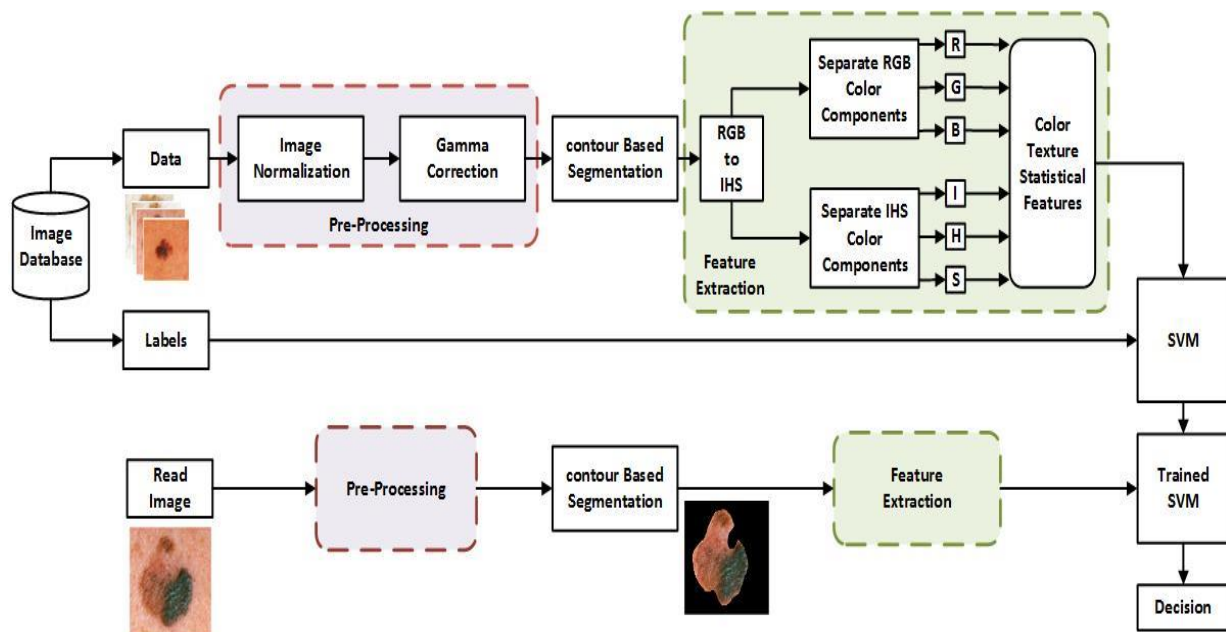 Image
Database
Data
Labels
Image
Normalization
Gamma
Correction
Pre-Processing
contour Based
Segmentation
RGB
to
IHS
Feature
Extraction
Separate RGB
Color
Components
R
G
B
Separate IHS
Color
Components
I
H
S
Color
Texture
Statistical
Features
SVM
Read
Image
Pre-Processing
contour Based
Segmentation
Feature
Extraction
Trained
SVM
Decision